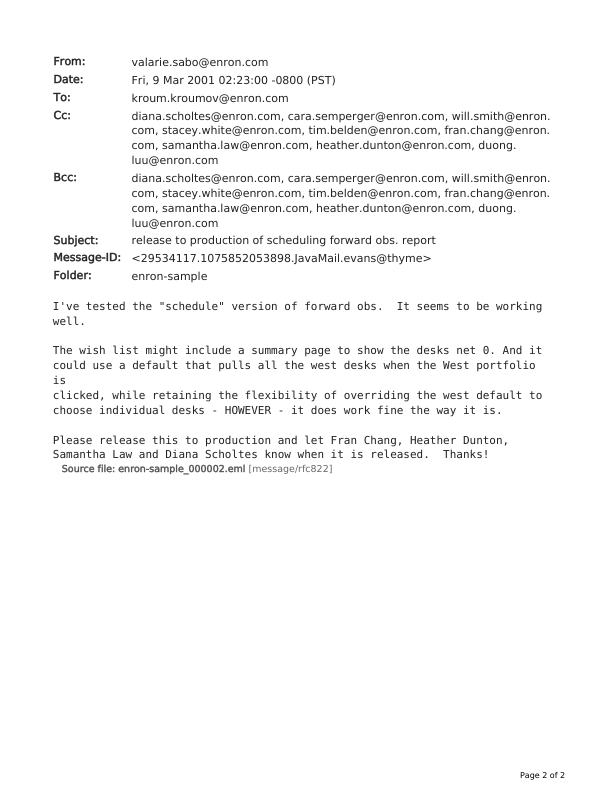 From: valarie.sabo@enron.com
Date: Fri, 9 Mar 2001 02:23:00 -0800 (PST)
To: kroum.kroumov@enron.com
Cc: diana.scholtes@enron.com, cara.semperger@enron.com, will.smith@enron.
com, stacey.white@enron.com, tim.belden@enron.com, fran.chang@enron.
com, samantha.law@enron.com, heather.dunton@enron.com, duong.
luu@enron.com
Bcc: diana.scholtes@enron.com, cara.semperger@enron.com, will.smith@enron.
com, stacey.white@enron.com, tim.belden@enron.com, fran.chang@enron.
com, samantha.law@enron.com, heather.dunton@enron.com, duong.
luu@enron.com
Subject: release to production of scheduling forward obs. report
Message-ID: <29534117.1075852053898.JavaMail.evans@thyme>
Folder: enron-sample
I've tested the "schedule" version of forward obs.  It seems to be working
well.
The wish list might include a summary page to show the desks net 0. And it
could use a default that pulls all the west desks when the West portfolio
is
clicked, while retaining the flexibility of overriding the west default to
choose individual desks - HOWEVER - it does work fine the way it is.
Please release this to production and let Fran Chang, Heather Dunton,
Samantha Law and Diana Scholtes know when it is released.  Thanks!
Source file: enron-sample_000002.eml [message/rfc822]
Page 2 of 2